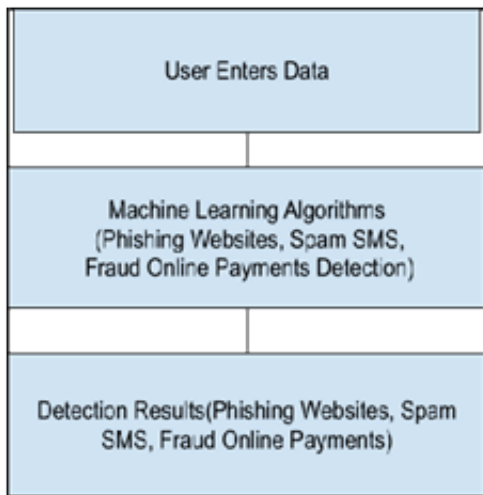 User Enters Data
Machine Learning Algorithms
(Phishing Websites, Spam SMS,
Fraud Online Payments Detection)
Detection Results(Phishing Websites, Spam
SMS, Fraud Online Payments)